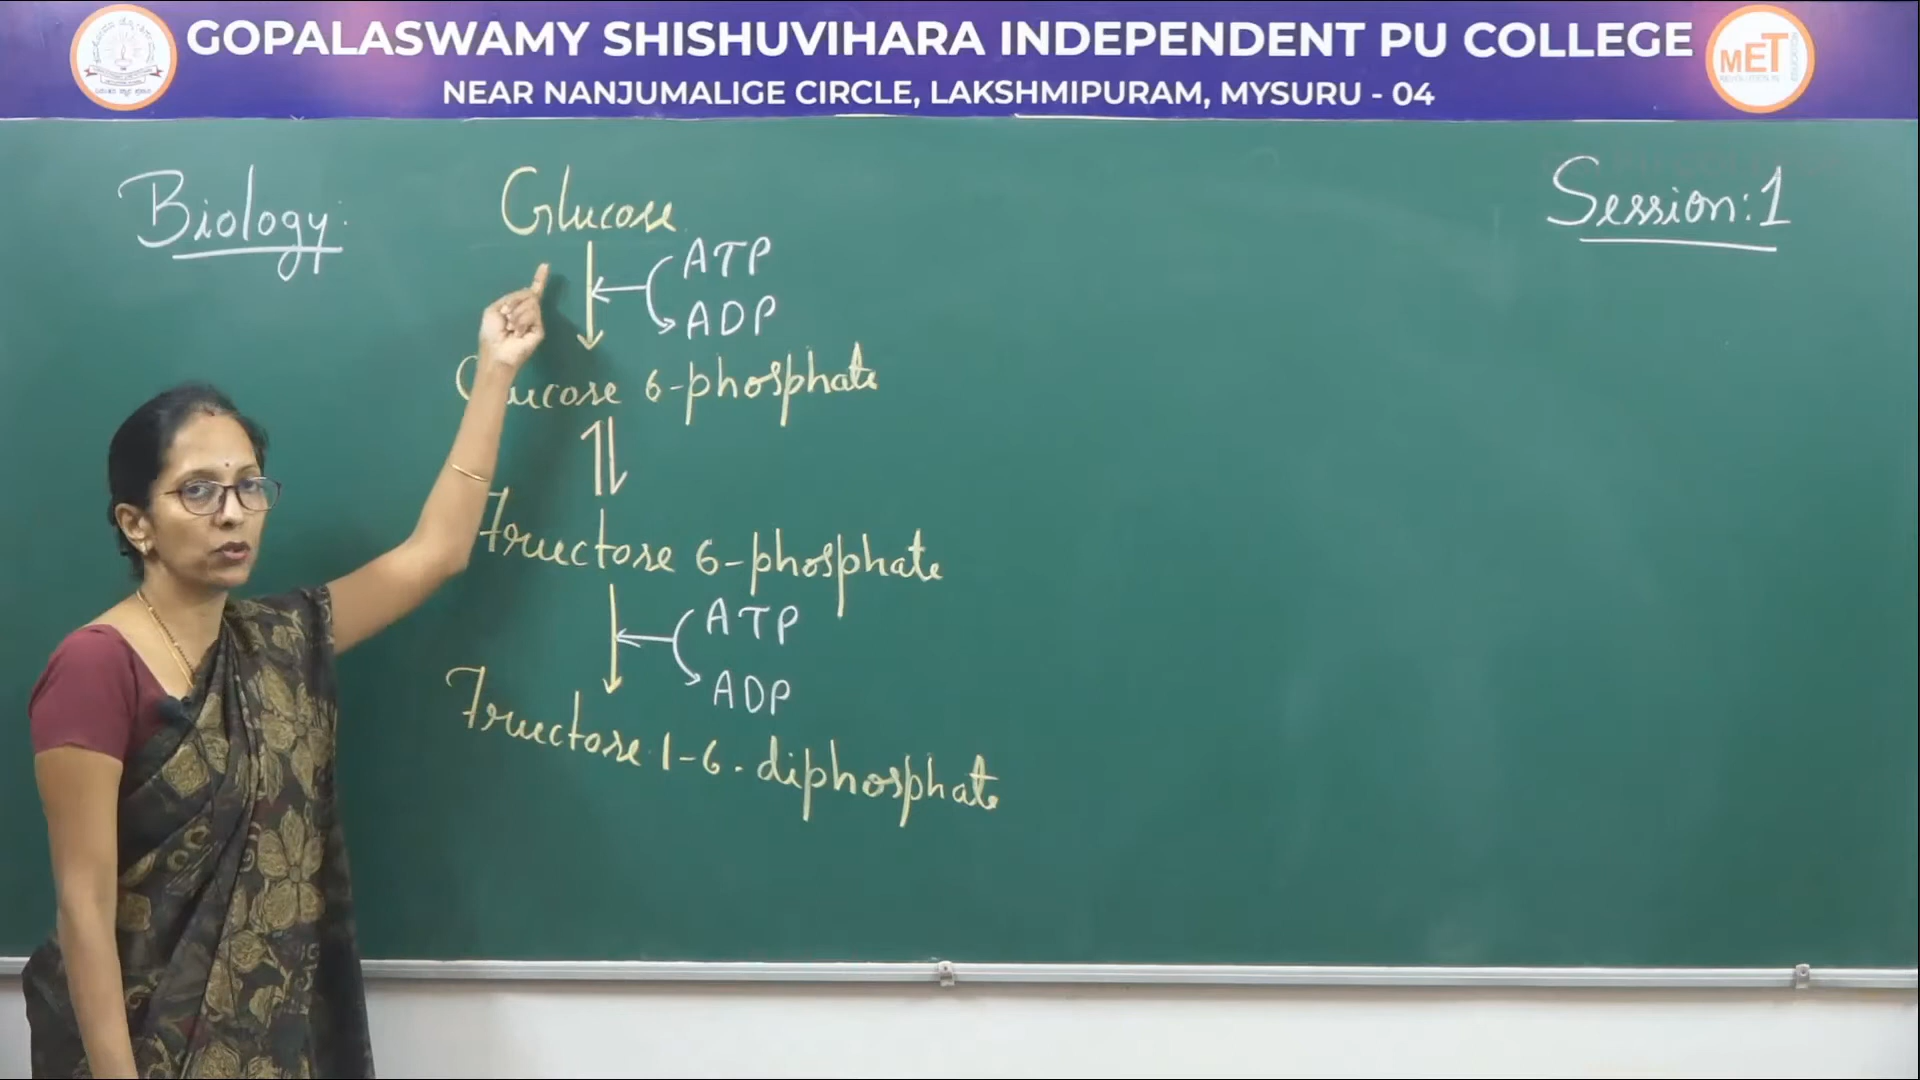 GOPALASWAMY SHISHUVIHARA INDEPENDENT PU COLLEGE
NEAR NANJUMALIGE CIRCLE, LAKSHMIPURAM, MYSURU - 04
MET
Biology:
Session:1
Glucose
ATP
ADP
Glucose 6-phosphate
Fructose 6-phosphate
ATP
ADP
Fructose 1-6. diphosphate